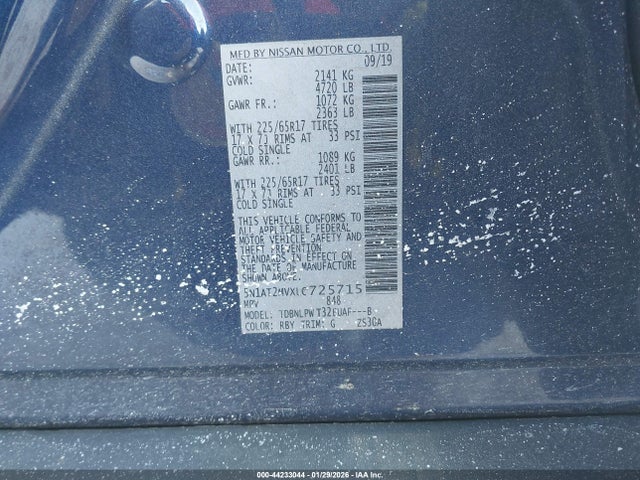 MFD BY NISSAN MOTOR CO., LTD.
DATE: 09/19
GVWR: 2141 KG
4720 LB
GAWR FR.: 1072 KG
2363 LB
WITH 225/65R17 TIRES
17 X 7J RIMS AT 33 PSI
COLD SINGLE
GAWR RR.: 1089 KG
2401 LB
WITH 225/65R17 TIRES
17 X 7J RIMS AT 33 PSI
COLD SINGLE
THIS VEHICLE CONFORMS TO
ALL APPLICABLE FEDERAL
MOTOR VEHICLE SAFETY AND
THEFT PREVENTION
STANDARDS IN EFFECT ON
THE DATE OF MANUFACTURE
SHOWN ABOVE.
5N1AT2MVXLC725715
MPV 848
MODEL: TDBNLPW T32FUAF---B
COLOR: RBY TRIM: G ZS3GA
000-44233044 | 01/29/2026 - IAA, Inc.